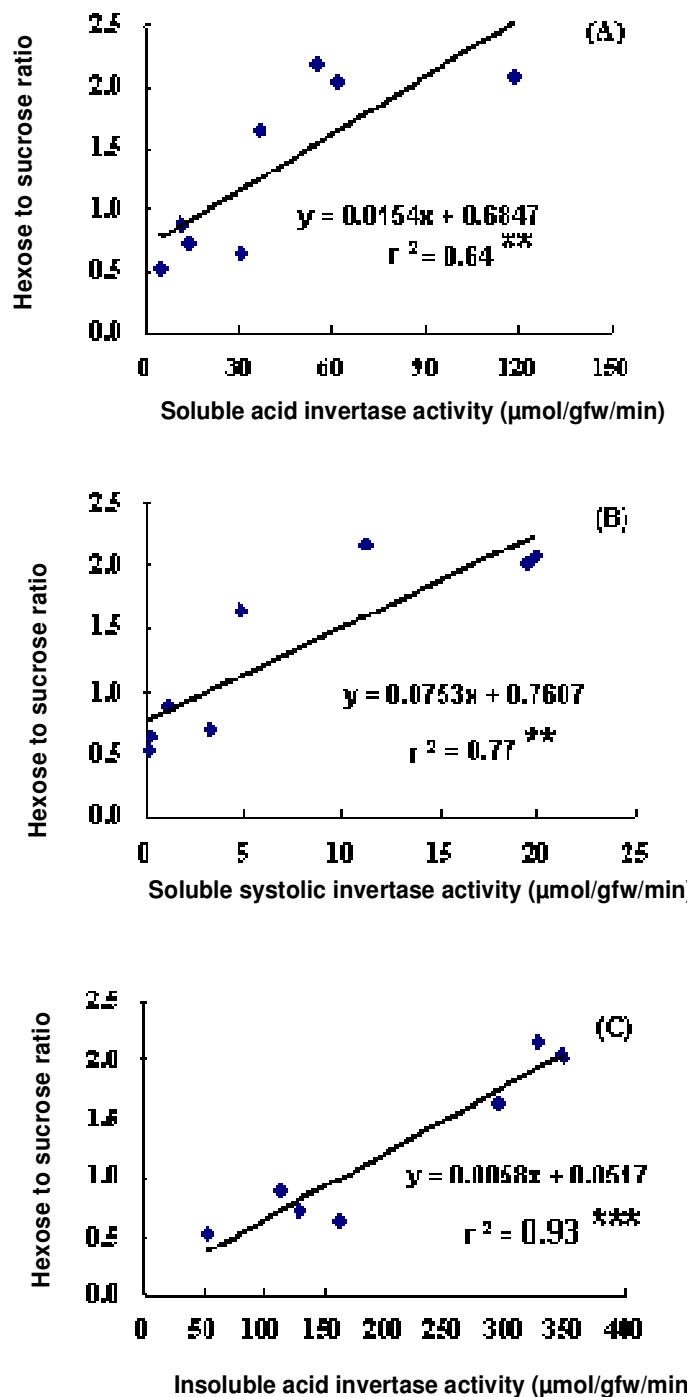 (A)
Hexose to sucrose ratio
2.5
2.0
1.5
1.0
0.5
0.0
y = 0.0154x + 0.6847
r² = 0.64 **
0 30 60 90 120 150
Soluble acid invertase activity (µmol/gfw/min)
(B)
Hexose to sucrose ratio
2.5
2.0
1.5
1.0
0.5
0.0
y = 0.0753x + 0.7607
r² = 0.77 **
0 5 10 15 20 25
Soluble systolic invertase activity (µmol/gfw/min)
(C)
Hexose to sucrose ratio
2.5
2.0
1.5
1.0
0.5
0.0
y = 0.0058x + 0.0517
r² = 0.93 ***
0 50 100 150 200 250 300 350 400
Insoluble acid invertase activity (µmol/gfw/min